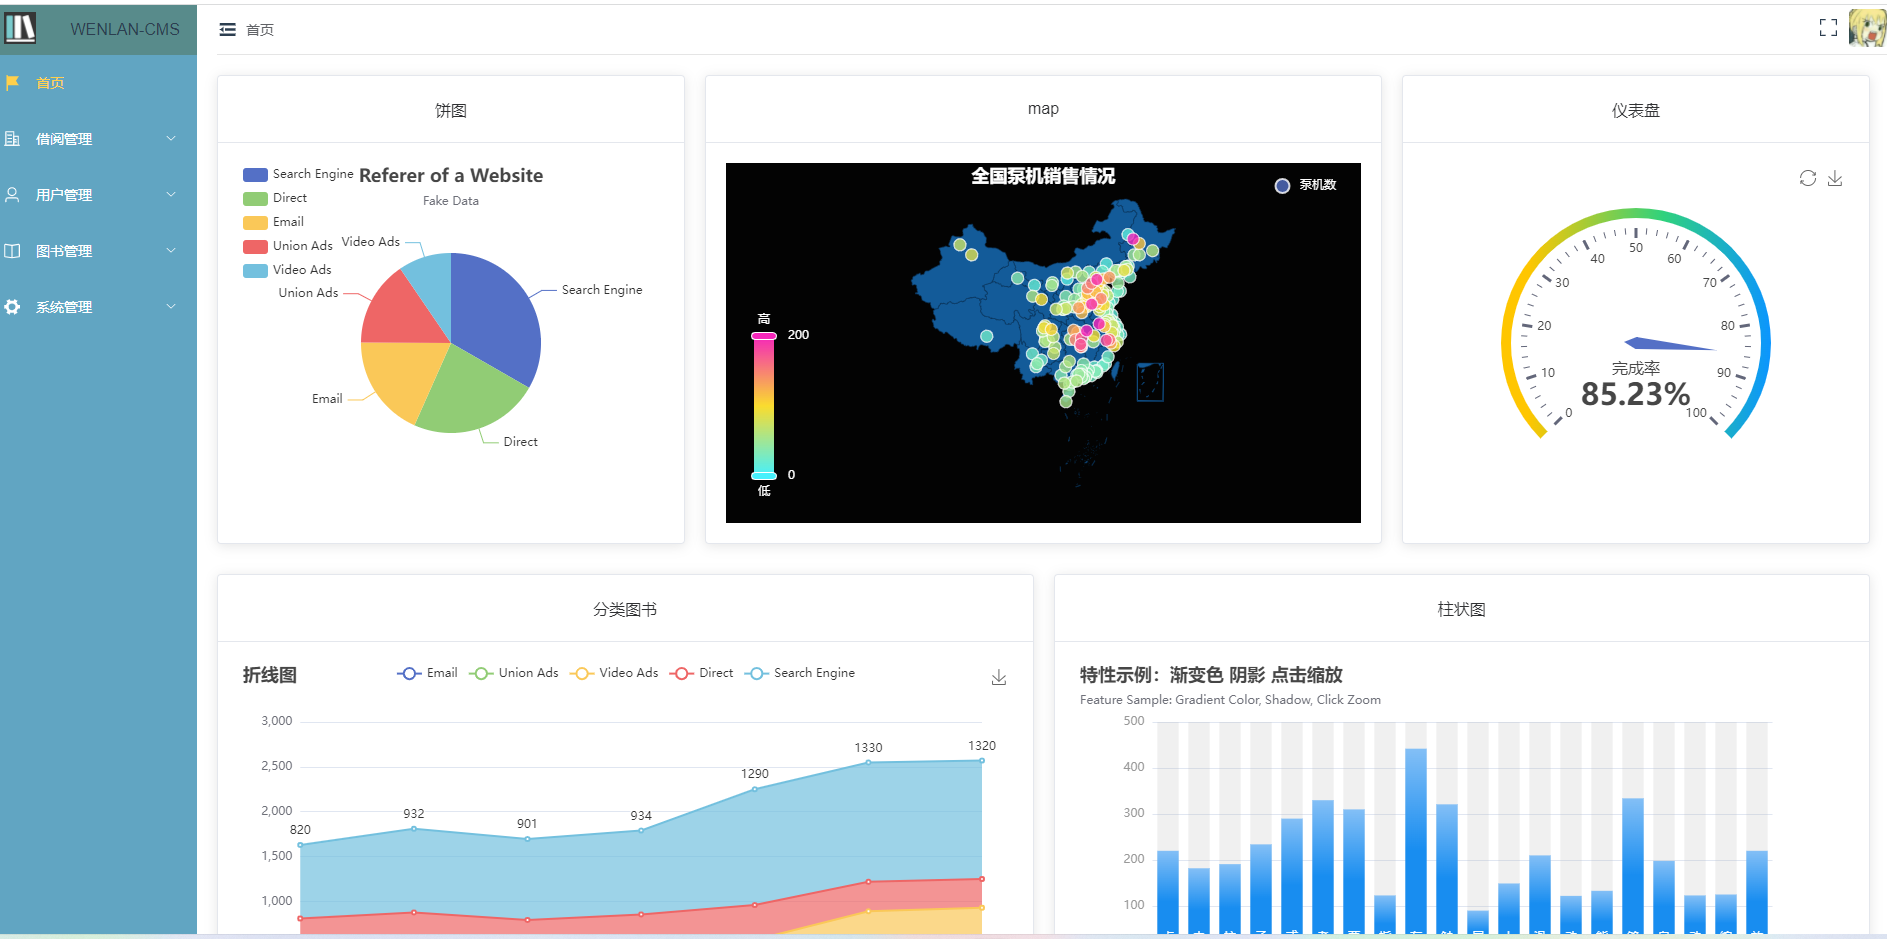 WENLAN-CMS
首页
首页
借阅管理
用户管理
图书管理
系统管理
饼图
Referer of a Website
Fake Data
Search Engine
Direct
Email
Union Ads
Video Ads
Video Ads
Union Ads
Search Engine
Email
Direct
map
全国泵机销售情况
泵机数
高
200
0
低
仪表盘
50
40
60
30
70
20
80
10
90
0
100
完成率
85.23%
分类图书
折线图
Email
Union Ads
Video Ads
Direct
Search Engine
3,000
2,500
2,000
1,500
1,000
820
932
901
934
1290
1330
1320
柱状图
特性示例：渐变色 阴影 点击缩放
Feature Sample: Gradient Color, Shadow, Click Zoom
500
400
300
200
100